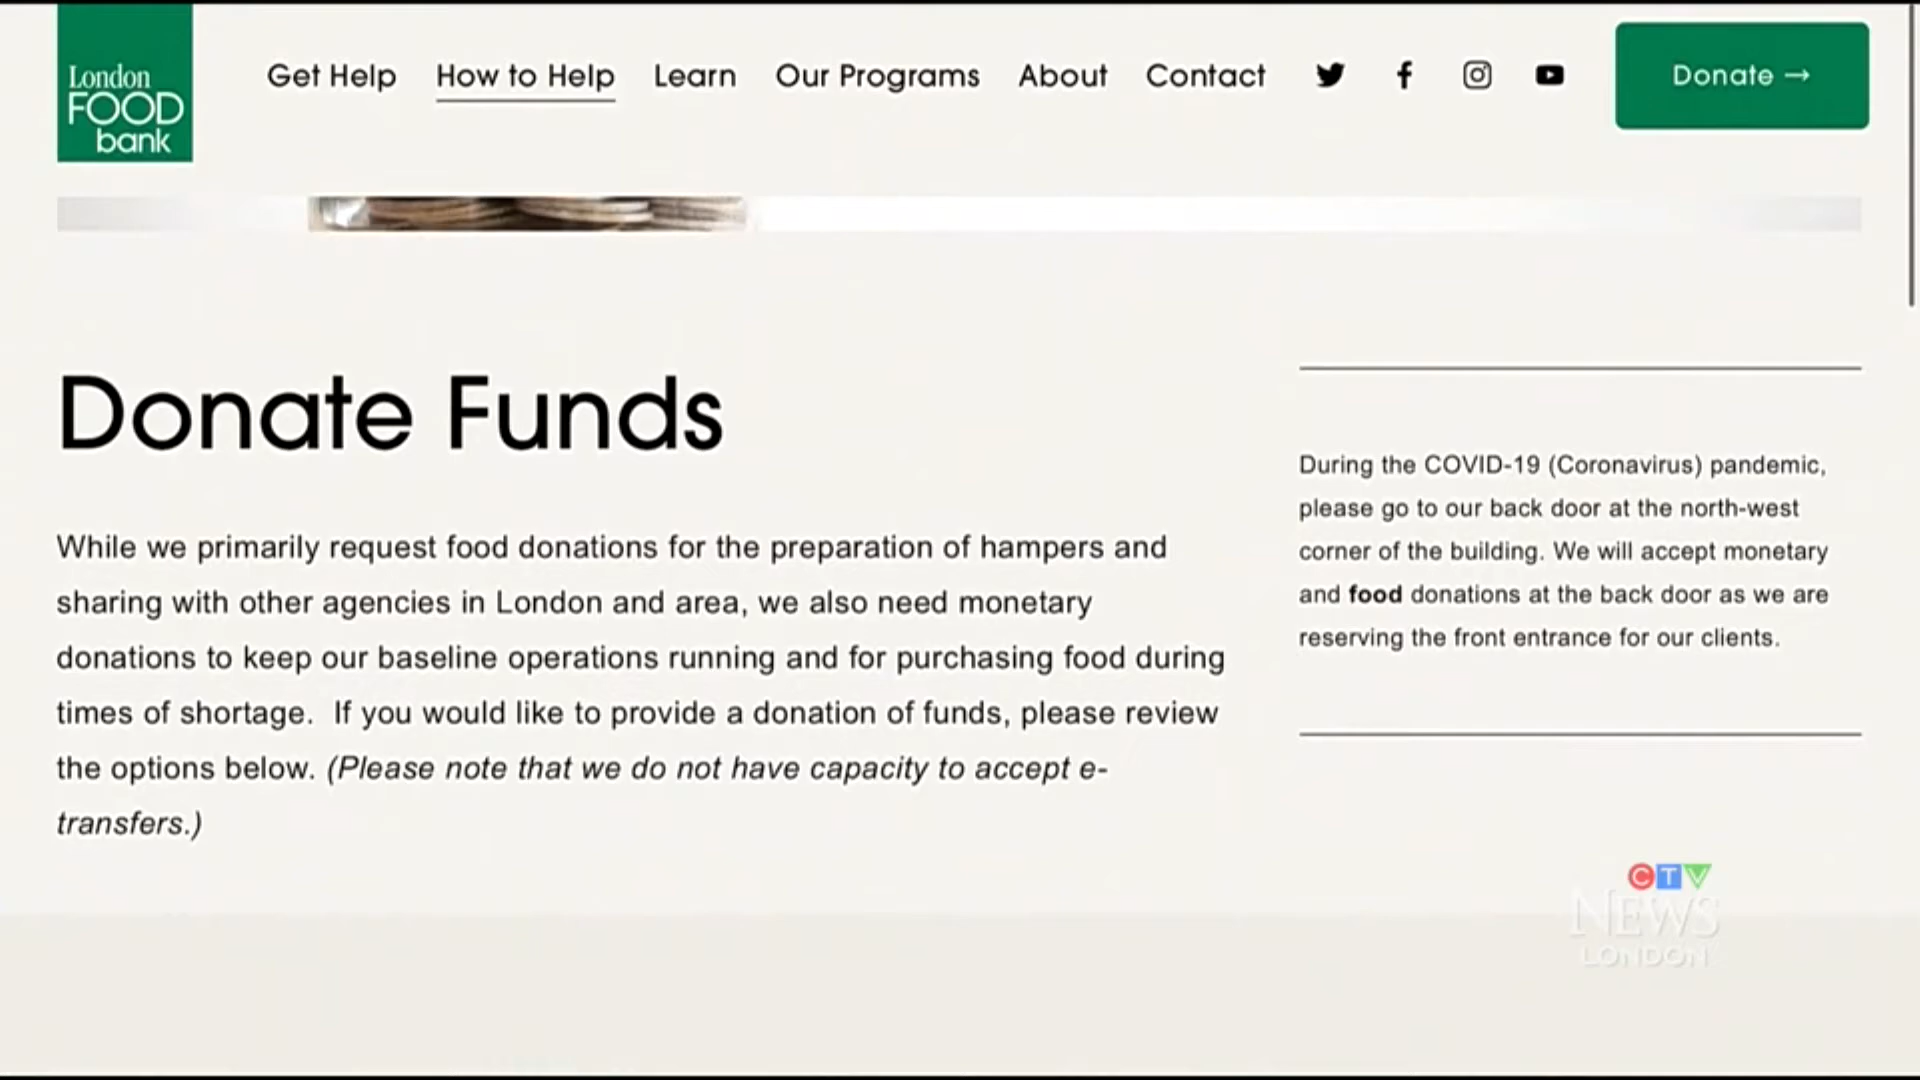 London
FOOD
bank
Get Help How to Help Learn Our Programs About Contact Donate →
Donate Funds
While we primarily request food donations for the preparation of hampers and
sharing with other agencies in London and area, we also need monetary
donations to keep our baseline operations running and for purchasing food during
times of shortage.  If you would like to provide a donation of funds, please review
the options below. (Please note that we do not have capacity to accept e-
transfers.)
During the COVID-19 (Coronavirus) pandemic,
please go to our back door at the north-west
corner of the building. We will accept monetary
and food donations at the back door as we are
reserving the front entrance for our clients.
CTV
NEWS
LONDON